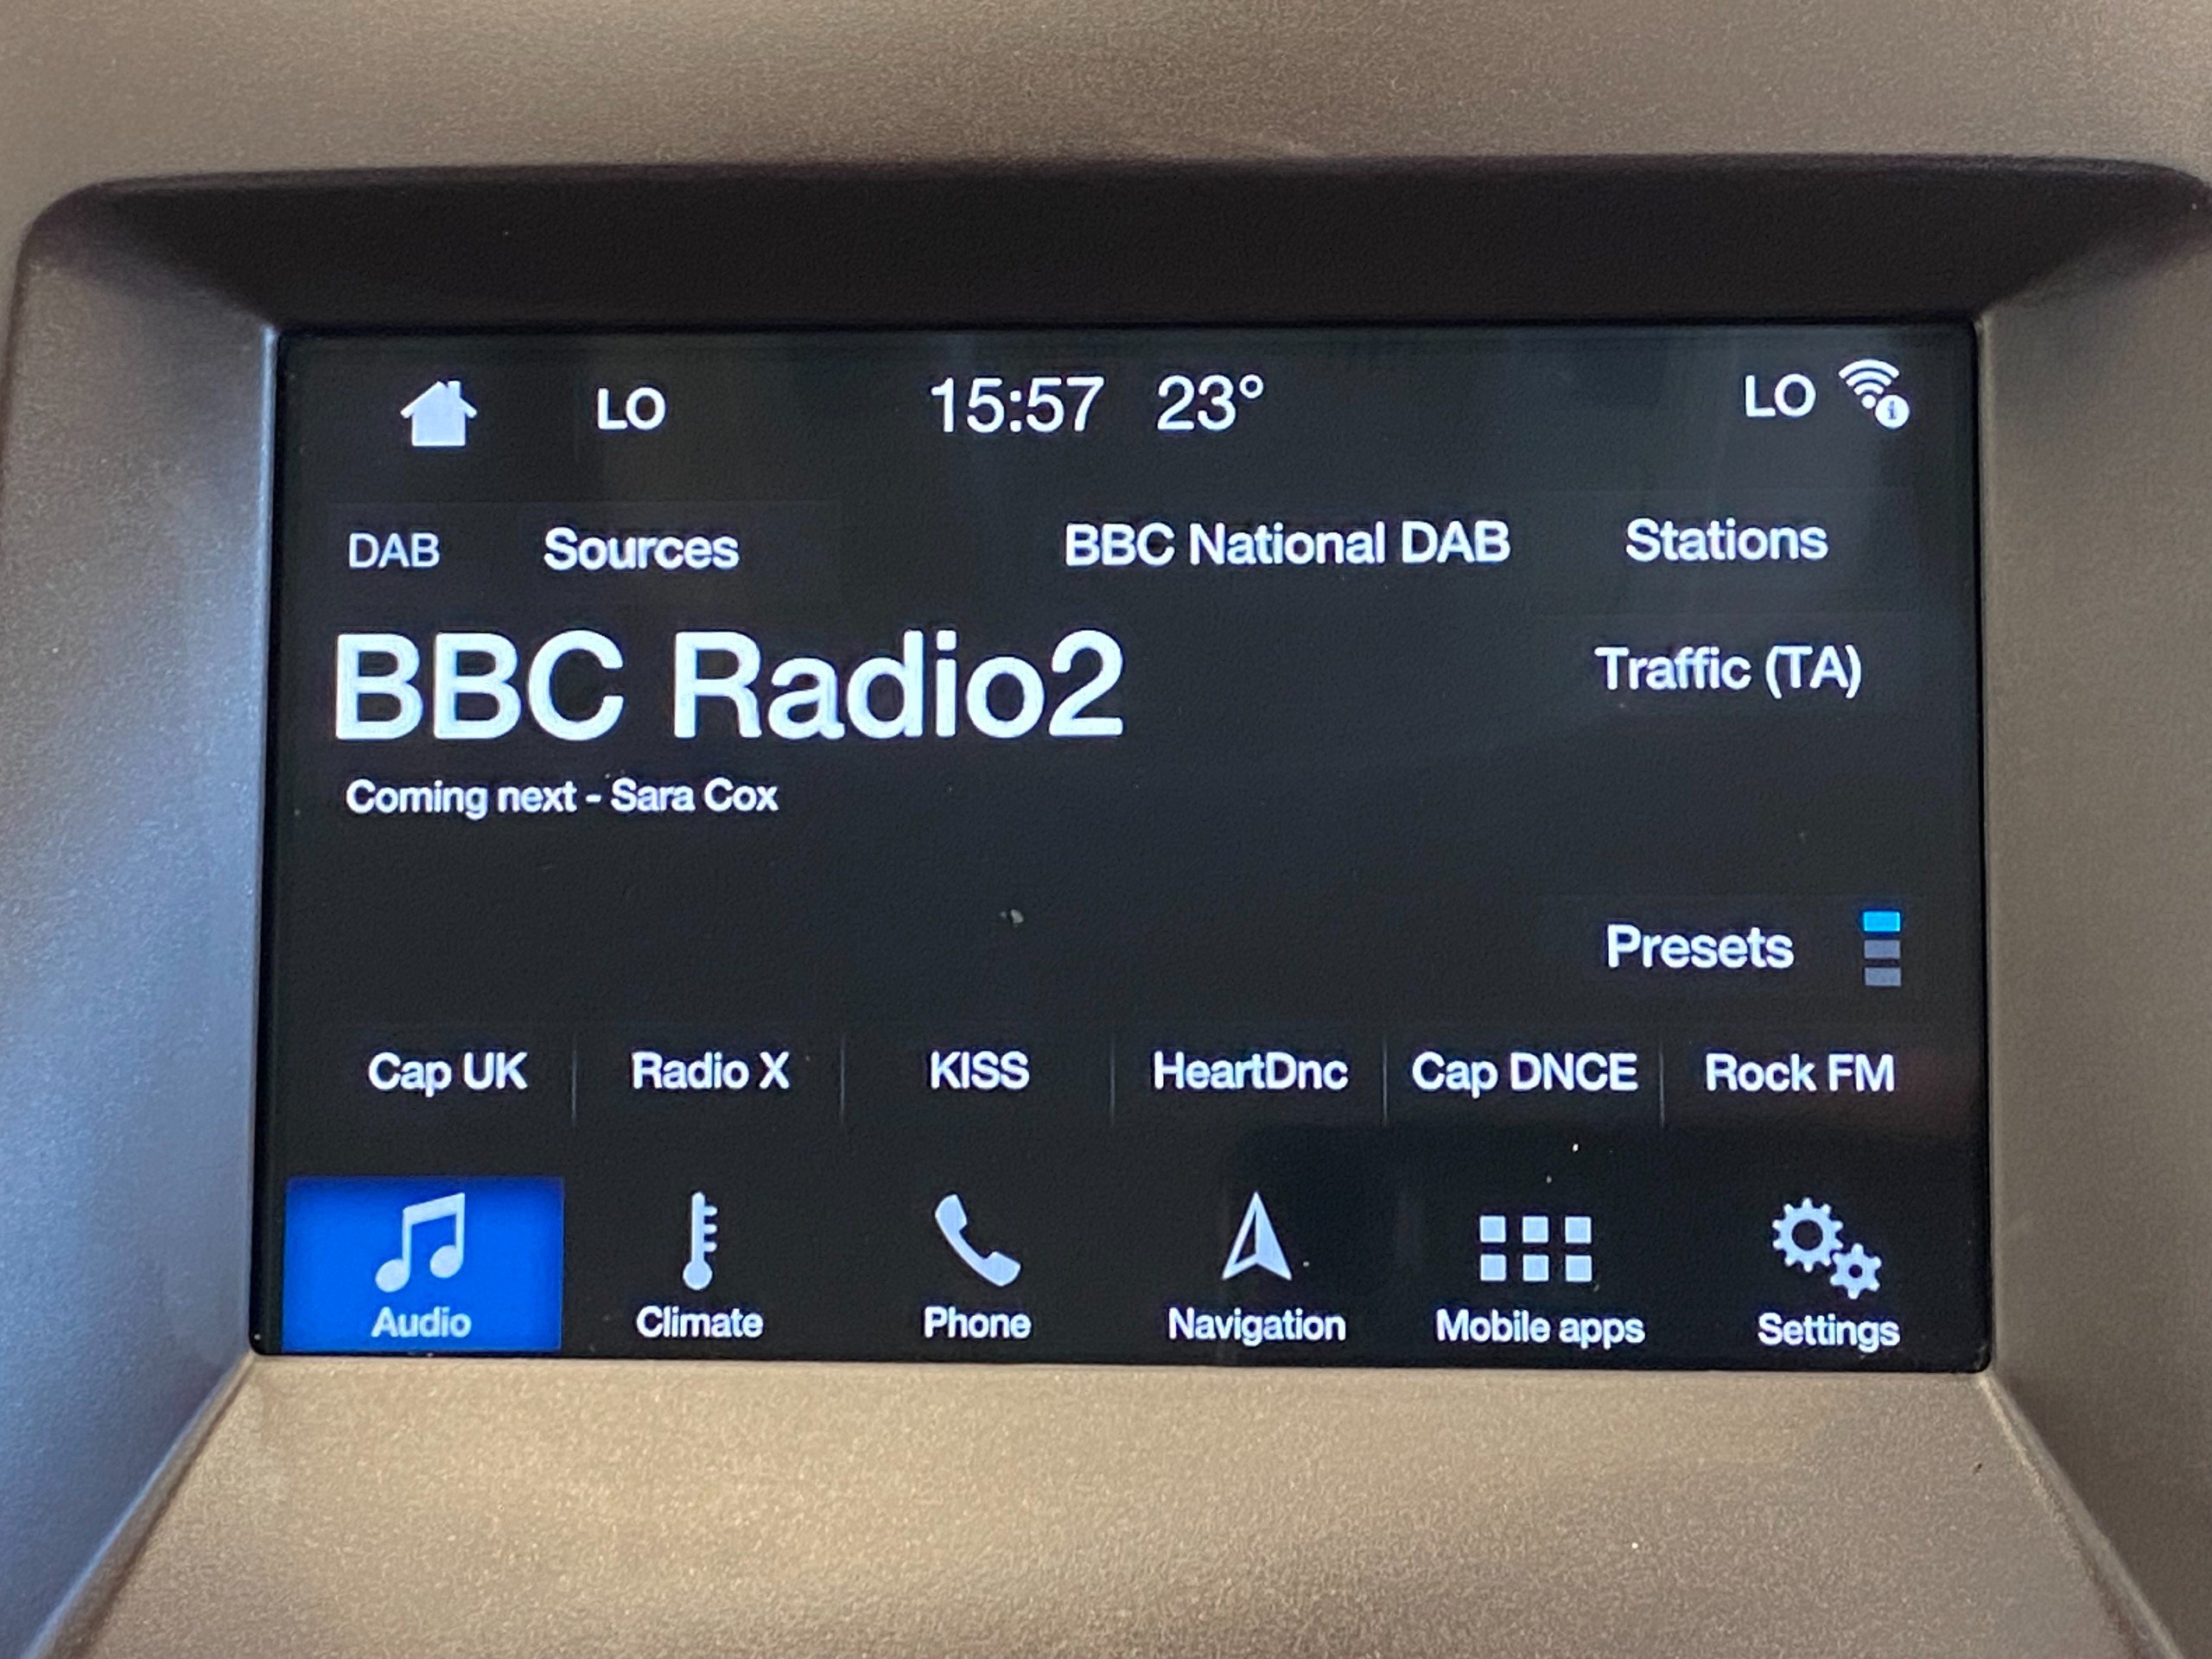 LO 15:57 23° LO
DAB Sources BBC National DAB Stations
BBC Radio2
Traffic (TA)
Coming next - Sara Cox
Presets
Cap UK Radio X KISS HeartDnc Cap DNCE Rock FM
Audio Climate Phone Navigation Mobile apps Settings